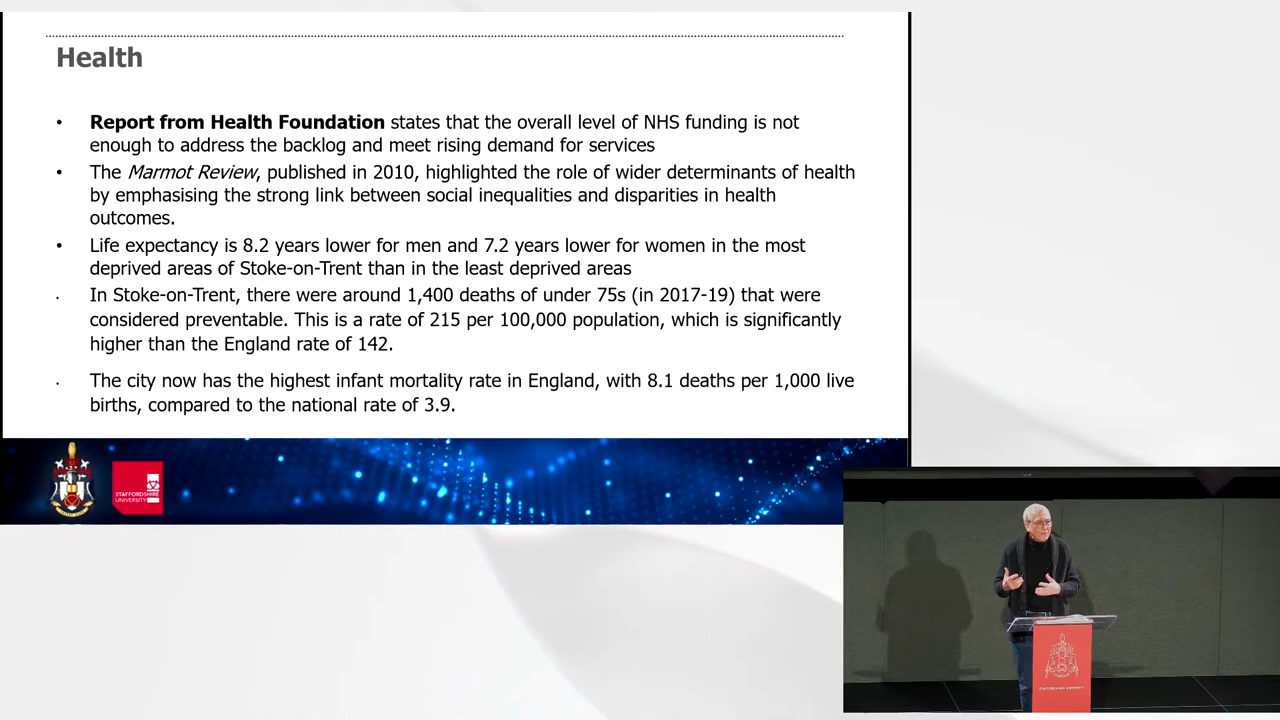 Health
• Report from Health Foundation states that the overall level of NHS funding is not
enough to address the backlog and meet rising demand for services
• The Marmot Review, published in 2010, highlighted the role of wider determinants of health
by emphasising the strong link between social inequalities and disparities in health
outcomes.
• Life expectancy is 8.2 years lower for men and 7.2 years lower for women in the most
deprived areas of Stoke-on-Trent than in the least deprived areas
• In Stoke-on-Trent, there were around 1,400 deaths of under 75s (in 2017-19) that were
considered preventable. This is a rate of 215 per 100,000 population, which is significantly
higher than the England rate of 142.
• The city now has the highest infant mortality rate in England, with 8.1 deaths per 1,000 live
births, compared to the national rate of 3.9.
STAFFORDSHIRE
UNIVERSITY
STAFFORDSHIRE UNIVERSITY